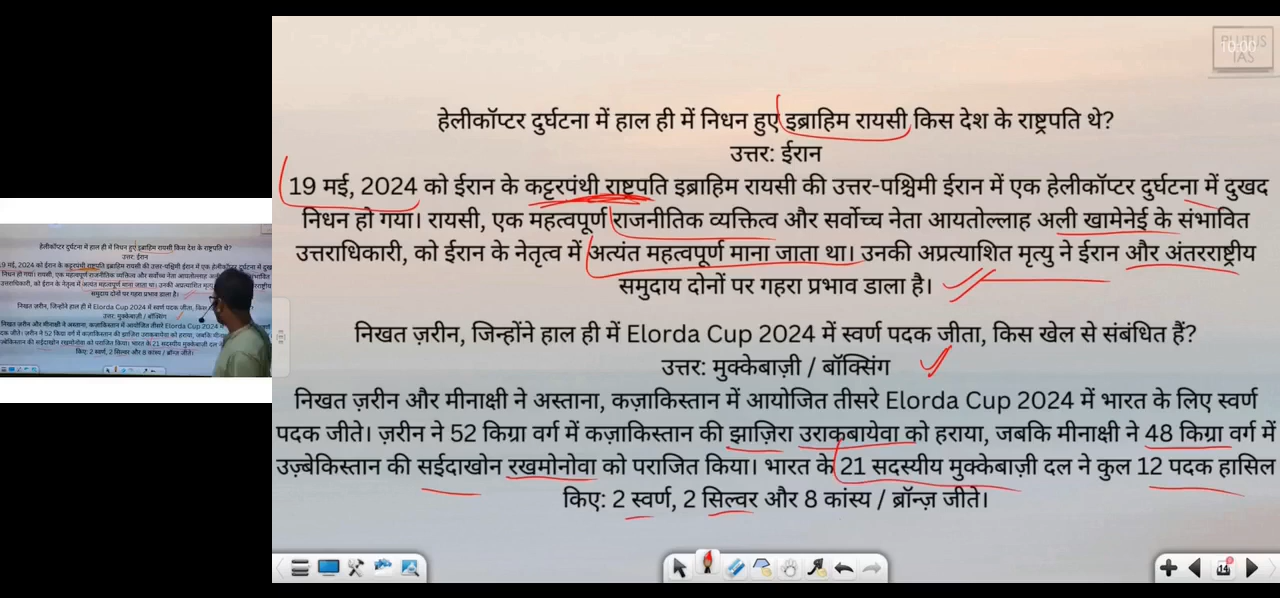 PLUTUS
IAS
10:00
हेलीकॉप्टर दुर्घटना में हाल ही में निधन हुए इब्राहिम रायसी किस देश के राष्ट्रपति थे?
उत्तर: ईरान
19 मई, 2024 को ईरान के कट्टरपंथी राष्ट्रपति इब्राहिम रायसी की उत्तर-पश्चिमी ईरान में एक हेलीकॉप्टर दुर्घटना में दुखद
निधन हो गया। रायसी, एक महत्वपूर्ण राजनीतिक व्यक्तित्व और सर्वोच्च नेता आयतोल्लाह अली खामेनेई के संभावित
उत्तराधिकारी, को ईरान के नेतृत्व में अत्यंत महत्वपूर्ण माना जाता था। उनकी अप्रत्याशित मृत्यु ने ईरान और अंतरराष्ट्रीय
समुदाय दोनों पर गहरा प्रभाव डाला है।
निखत ज़रीन, जिन्होंने हाल ही में Elorda Cup 2024 में स्वर्ण पदक जीता, किस खेल से संबंधित हैं?
उत्तर: मुक्केबाज़ी / बॉक्सिंग
निखत ज़रीन और मीनाक्षी ने अस्ताना, कज़ाकिस्तान में आयोजित तीसरे Elorda Cup 2024 में भारत के लिए स्वर्ण
पदक जीते। ज़रीन ने 52 किग्रा वर्ग में कज़ाकिस्तान की झाज़िरा उराकबायेवा को हराया, जबकि मीनाक्षी ने 48 किग्रा वर्ग में
उज़्बेकिस्तान की सईदाखोन रखमोनोवा को पराजित किया। भारत के 21 सदस्यीय मुक्केबाज़ी दल ने कुल 12 पदक हासिल
किए: 2 स्वर्ण, 2 सिल्वर और 8 कांस्य / ब्रॉन्ज़ जीते।
14